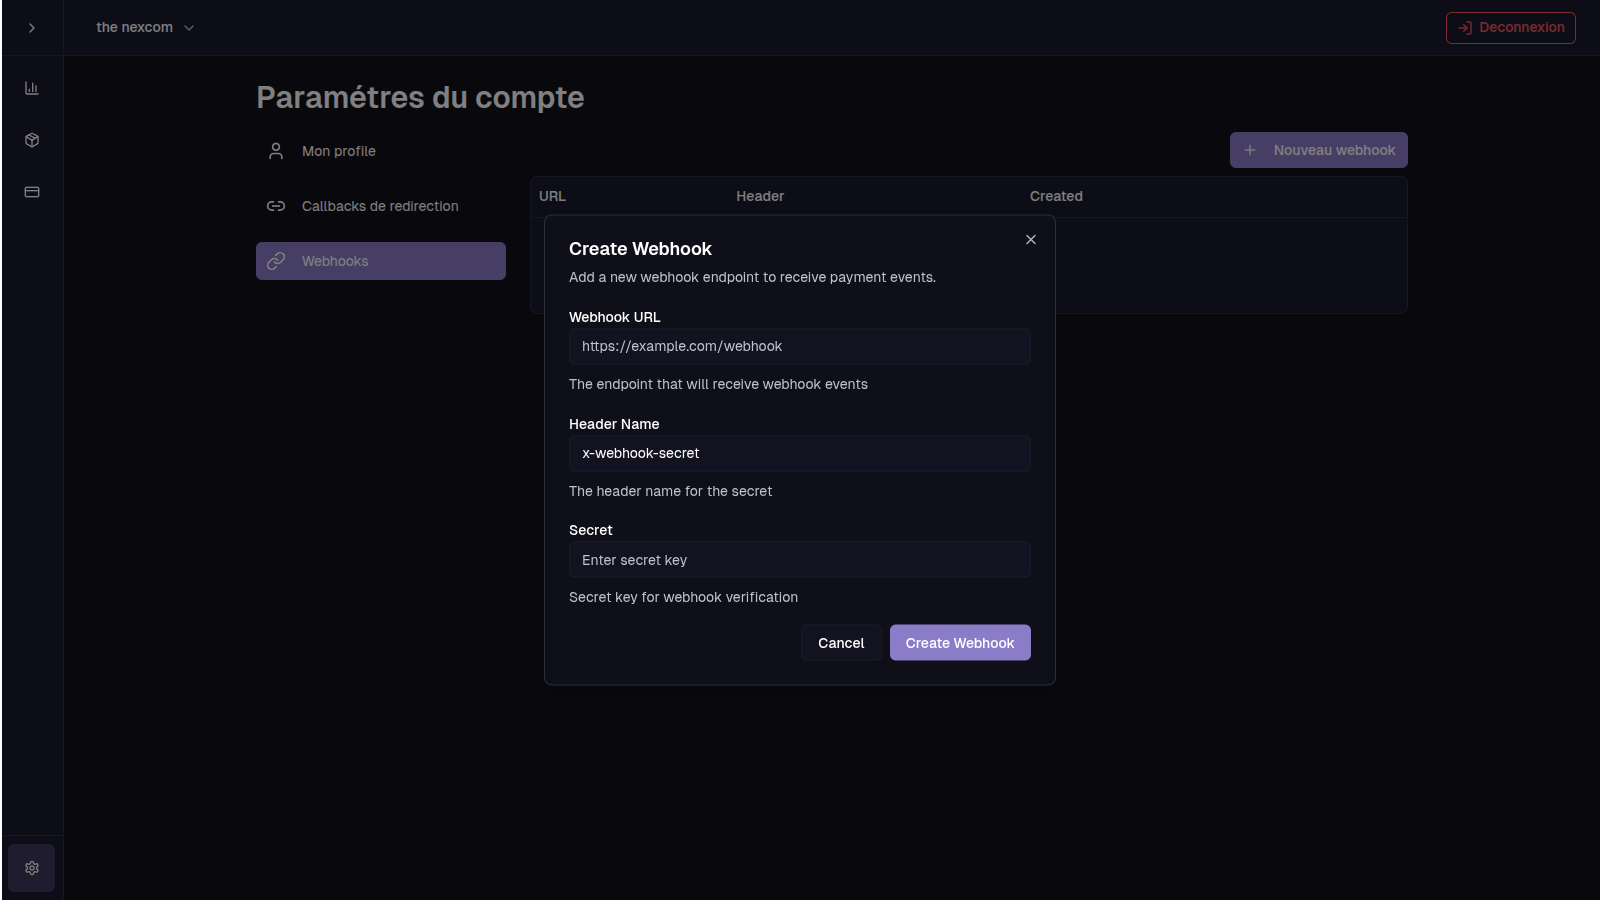 the nexcom
Deconnexion
Paramétres du compte
Mon profile
Callbacks de redirection
Webhooks
Nouveau webhook
URL Header Created
Create Webhook
Add a new webhook endpoint to receive payment events.
Webhook URL
https://example.com/webhook
The endpoint that will receive webhook events
Header Name
x-webhook-secret
The header name for the secret
Secret
Enter secret key
Secret key for webhook verification
Cancel Create Webhook